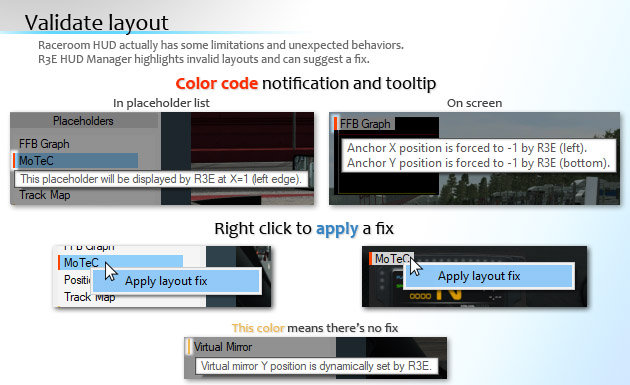 Validate layout
Raceroom HUD actually has some limitations and unexpected behaviors.
R3E HUD Manager highlights invalid layouts and can suggest a fix.
Color code notification and tooltip
In placeholder list
Placeholders
FFB Graph
MoTeC
This placeholder will be displayed by R3E at X=1 (left edge).
Track Map
On screen
FFB Graph
Anchor X position is forced to -1 by R3E (left).
Anchor Y position is forced to -1 by R3E (bottom).
Right click to apply a fix
FFB Graph
MoTeC
Apply layout fix
Track Map
MoTeC
Apply layout fix
This color means there's no fix
Virtual Mirror
Virtual mirror Y position is dynamically set by R3E.